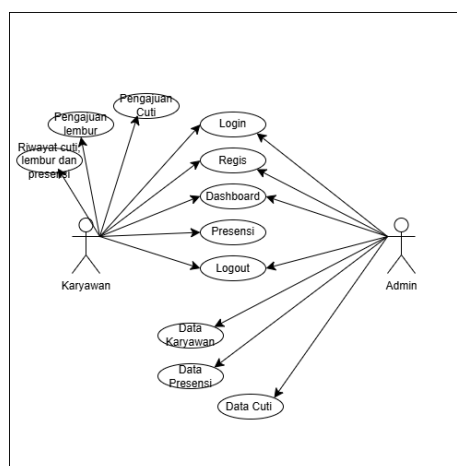 Pengajuan
Cuti
Pengajuan
lembur
Riwayat cuti,
lembur dan
presensi
Login
Regis
Dashboard
Presensi
Logout
Karyawan
Admin
Data
Karyawan
Data
Presensi
Data Cuti